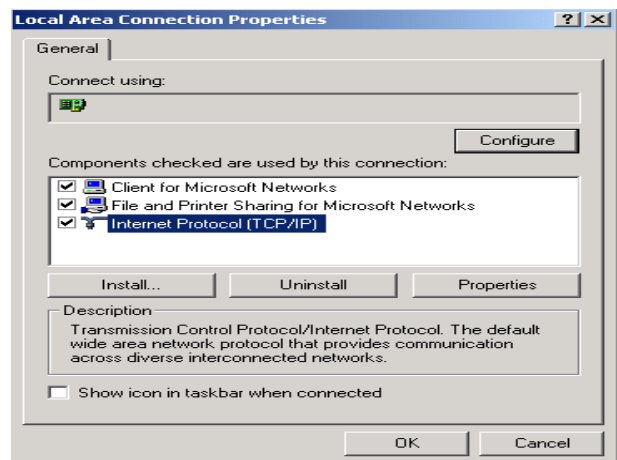 Local Area Connection Properties
General
Connect using:
Configure
Components checked are used by this connection:
Client for Microsoft Networks
File and Printer Sharing for Microsoft Networks
Internet Protocol (TCP/IP)
Install... Uninstall Properties
Description
Transmission Control Protocol/Internet Protocol. The default
wide area network protocol that provides communication
across diverse interconnected networks.
Show icon in taskbar when connected
OK Cancel